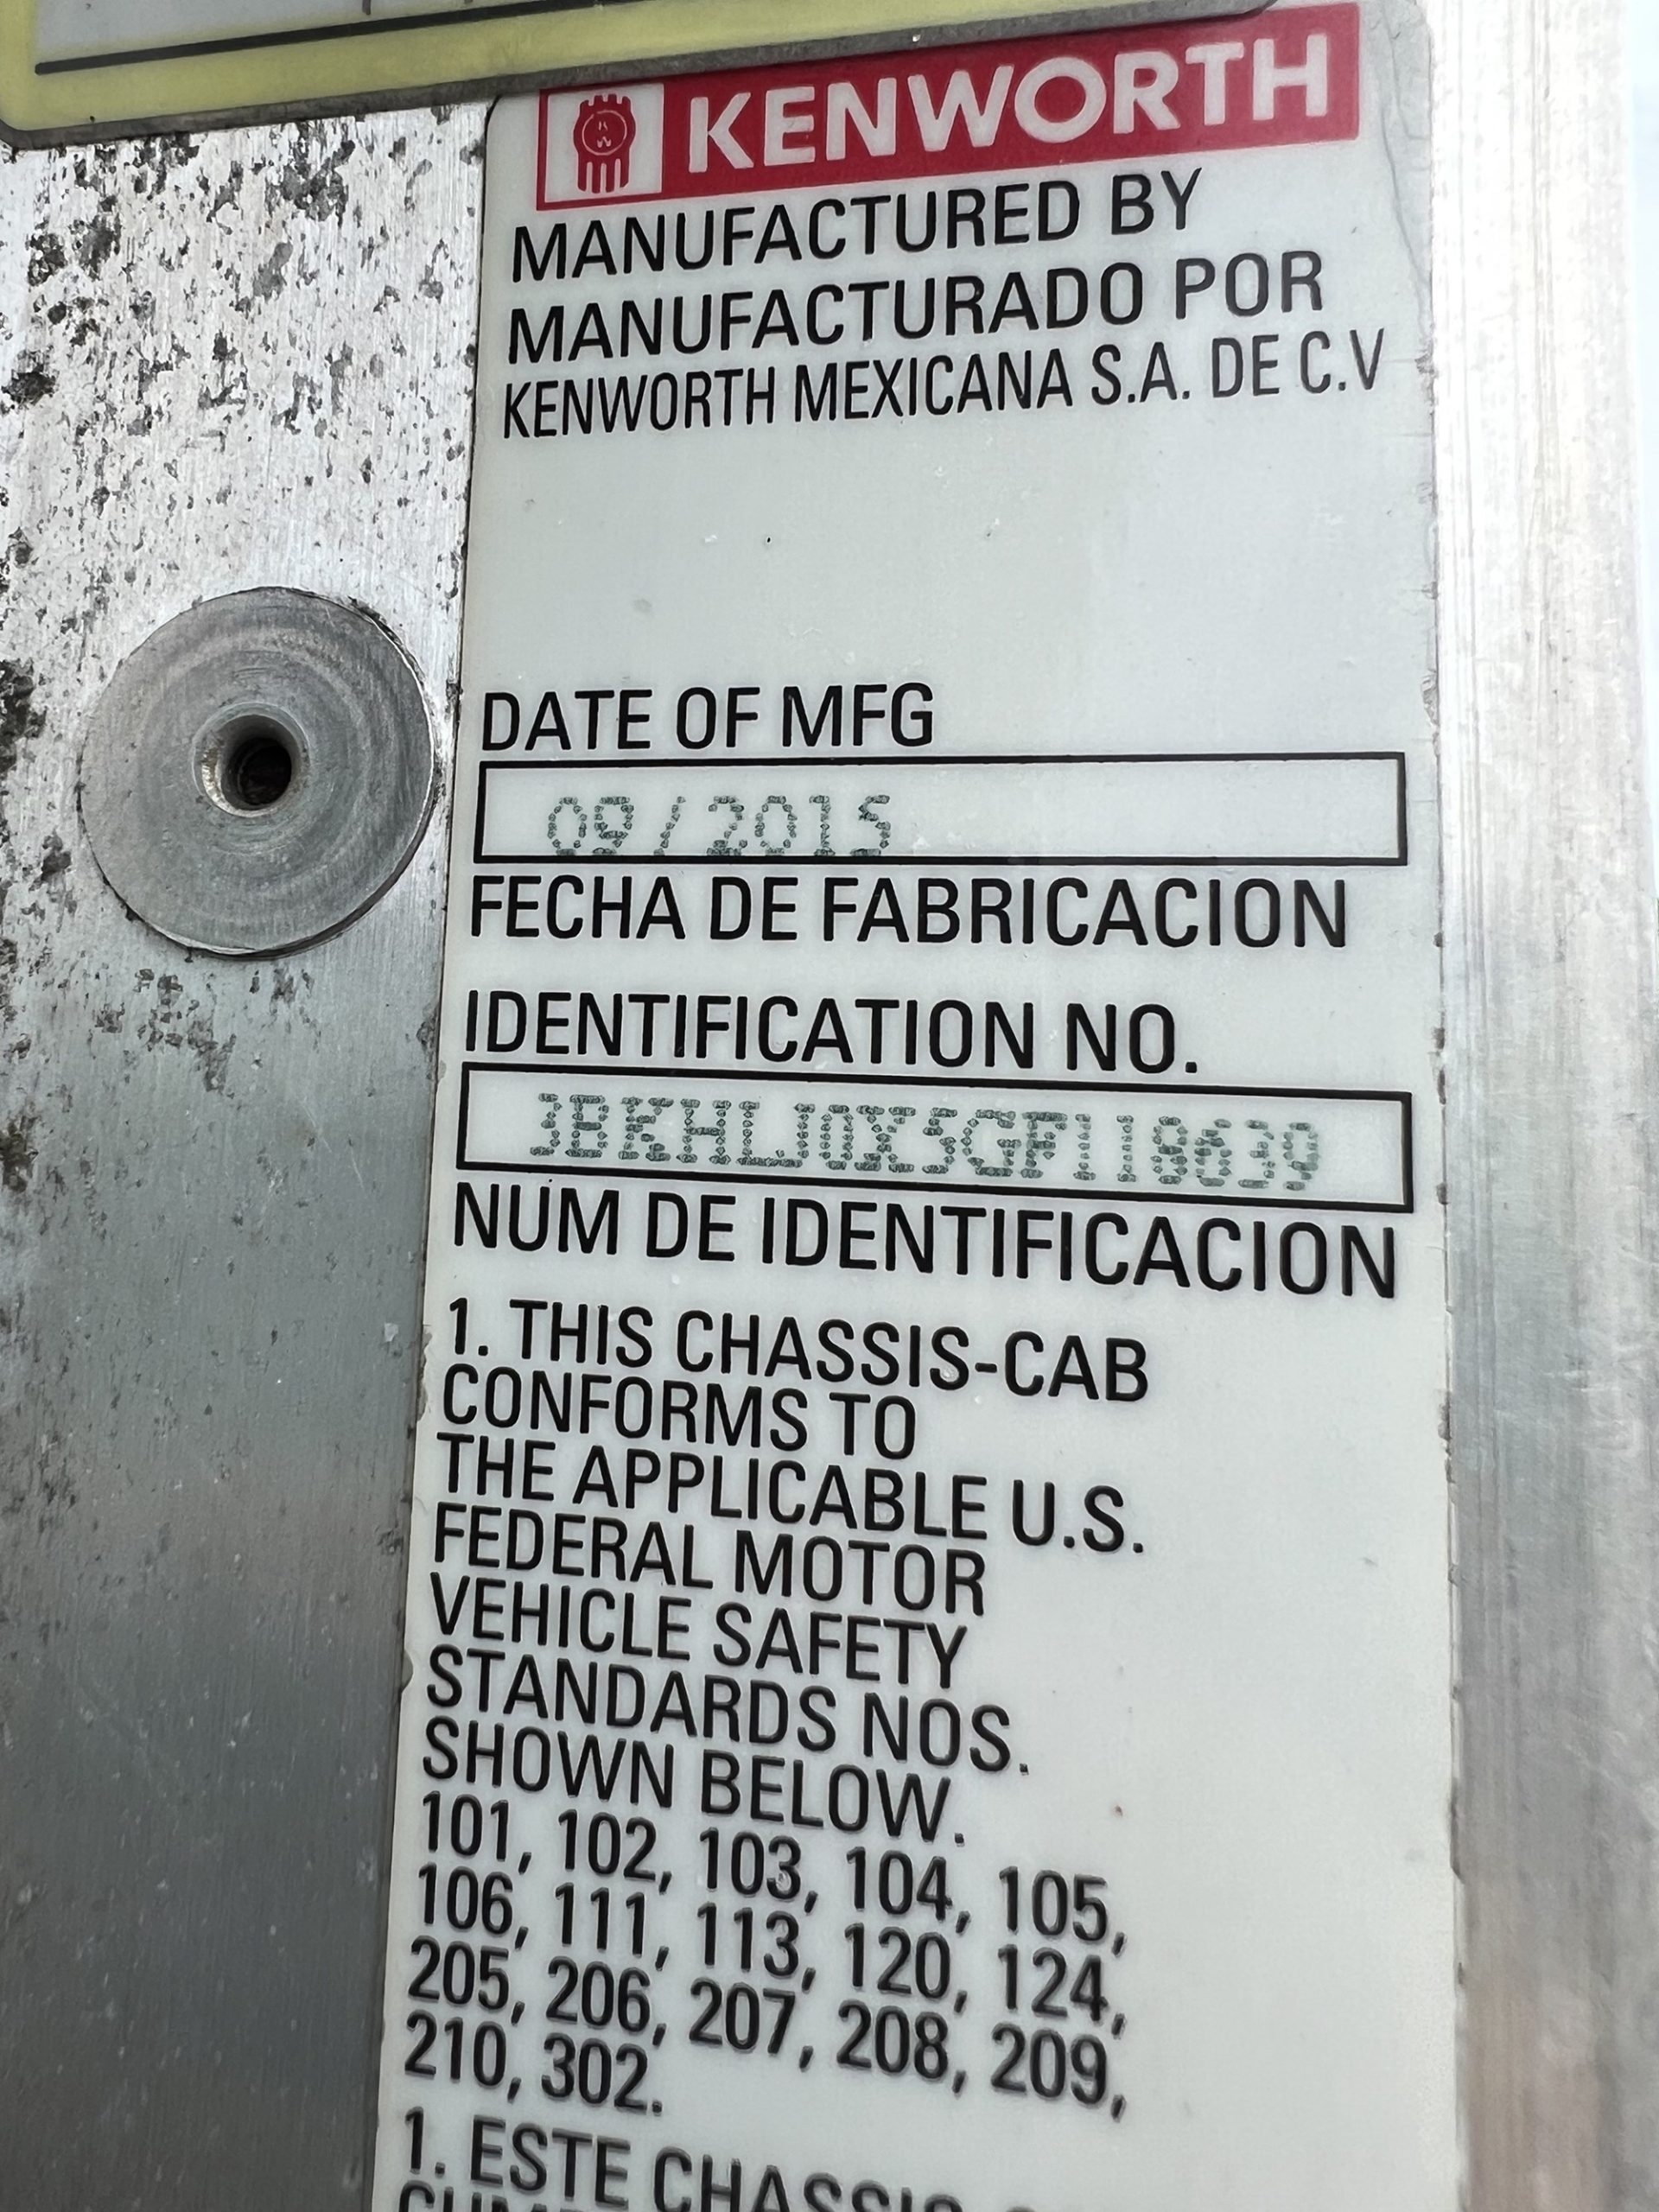 KENWORTH
MANUFACTURED BY
MANUFACTURADO POR
KENWORTH MEXICANA S.A. DE C.V
DATE OF MFG
09/2015
FECHA DE FABRICACION
IDENTIFICATION NO.
3BKHLJ0X5GF118639
NUM DE IDENTIFICACION
1. THIS CHASSIS-CAB
CONFORMS TO
THE APPLICABLE U.S.
FEDERAL MOTOR
VEHICLE SAFETY
STANDARDS NOS.
SHOWN BELOW.
101, 102, 103, 104, 105,
106, 111, 113, 120, 124,
205, 206, 207, 208, 209,
210, 302.
1. ESTE CHASSIS